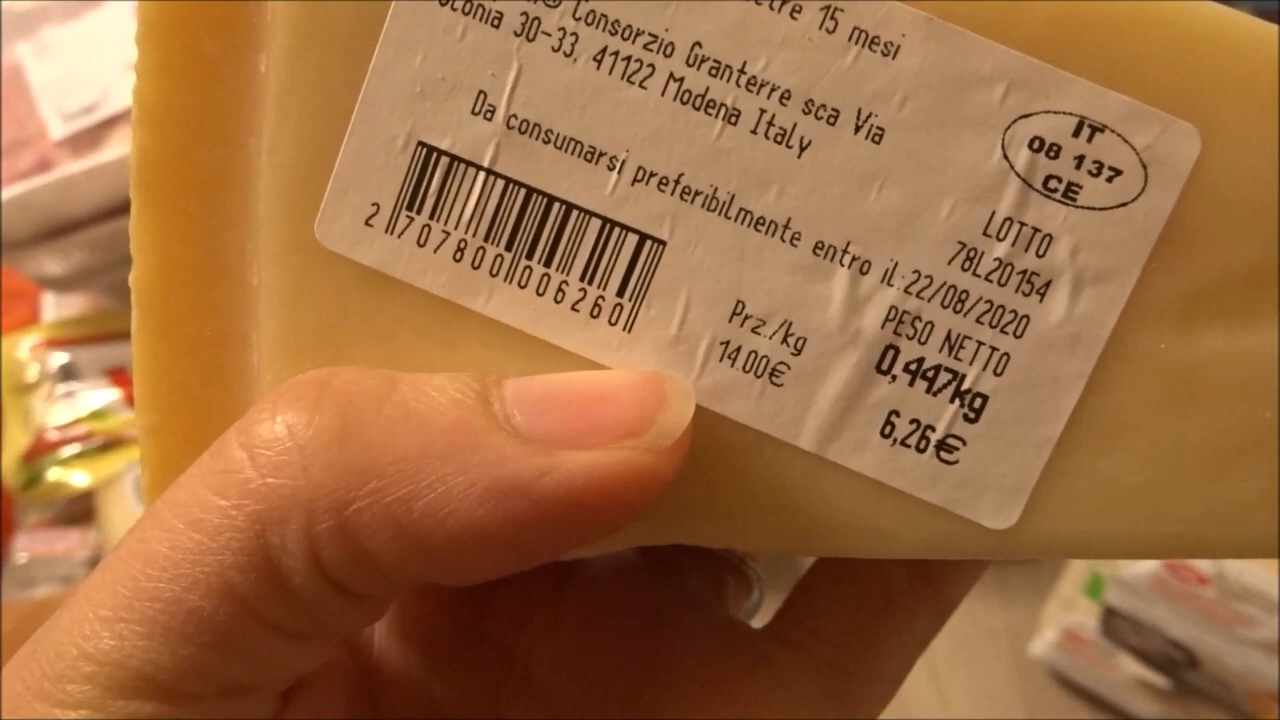 oltre 15 mesi
Consorzio Granterre sca Via
30-33, 41122 Modena Italy
Da consumarsi preferibilmente entro il:22/08/2020
IT
08 137
CE
LOTTO
78L20154
2 707800 006260
Prz./kg
14.00€
PESO NETTO
0,447kg
6,26€